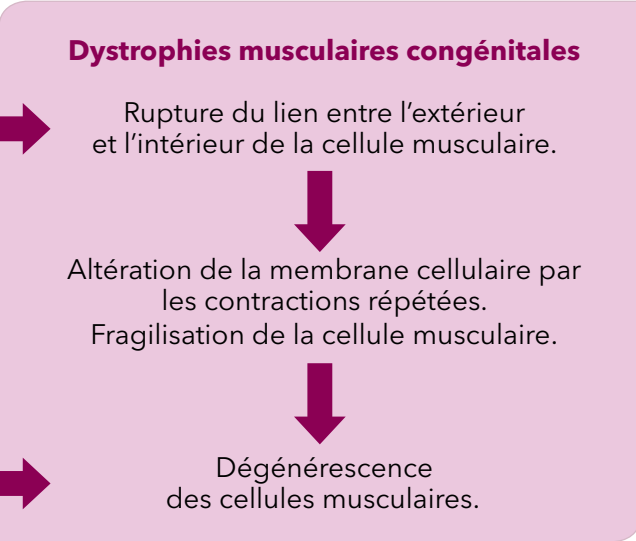 Dystrophies musculaires congénitales
Rupture du lien entre l’extérieur
et l’intérieur de la cellule musculaire.
Altération de la membrane cellulaire par
les contractions répétées.
Fragilisation de la cellule musculaire.
Dégénérescence
des cellules musculaires.